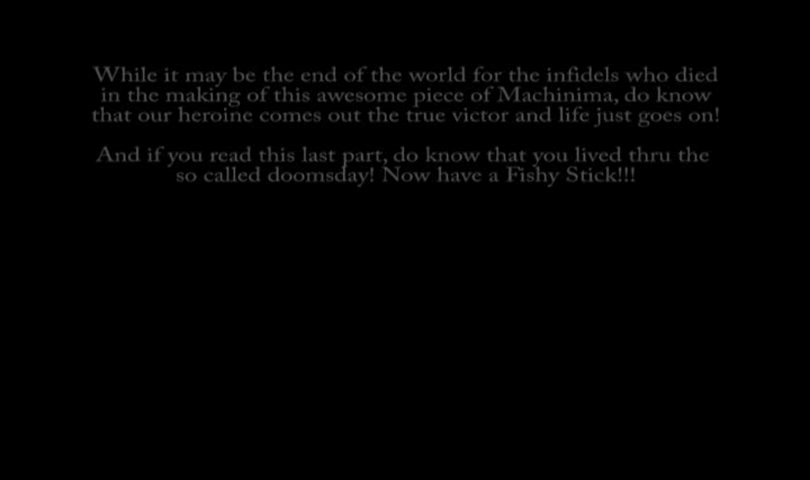 While it may be the end of the world for the infidels who died
in the making of this awesome piece of Machinima, do know
that our heroine comes out the true victor and life just goes on!
And if you read this last part, do know that you lived thru the
so called doomsday! Now have a Fishy Stick!!!